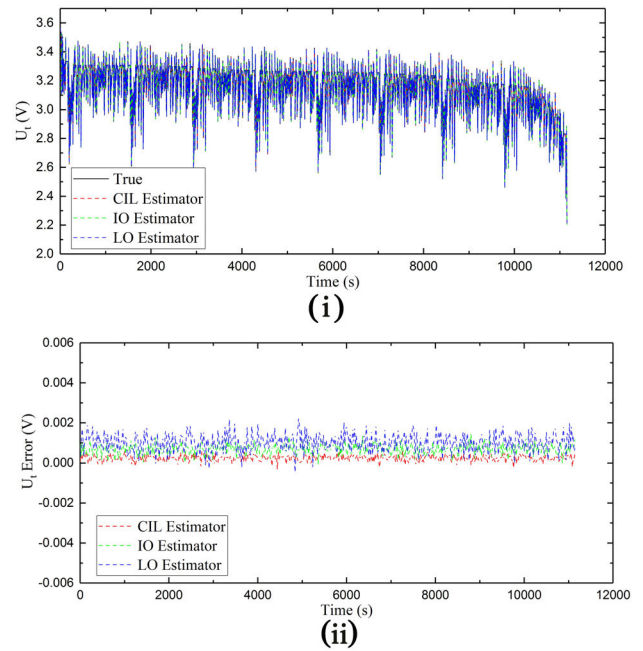 3.6
3.4
3.2
3.0
2.8
2.6
2.4
2.2
2.0
U_t (V)
True
CIL Estimator
IO Estimator
LO Estimator
0 2000 4000 6000 8000 10000 12000
Time (s)
(i)
0.006
0.004
0.002
0.000
-0.002
-0.004
-0.006
U_t Error (V)
CIL Estimator
IO Estimator
LO Estimator
0 2000 4000 6000 8000 10000 12000
Time (s)
(ii)